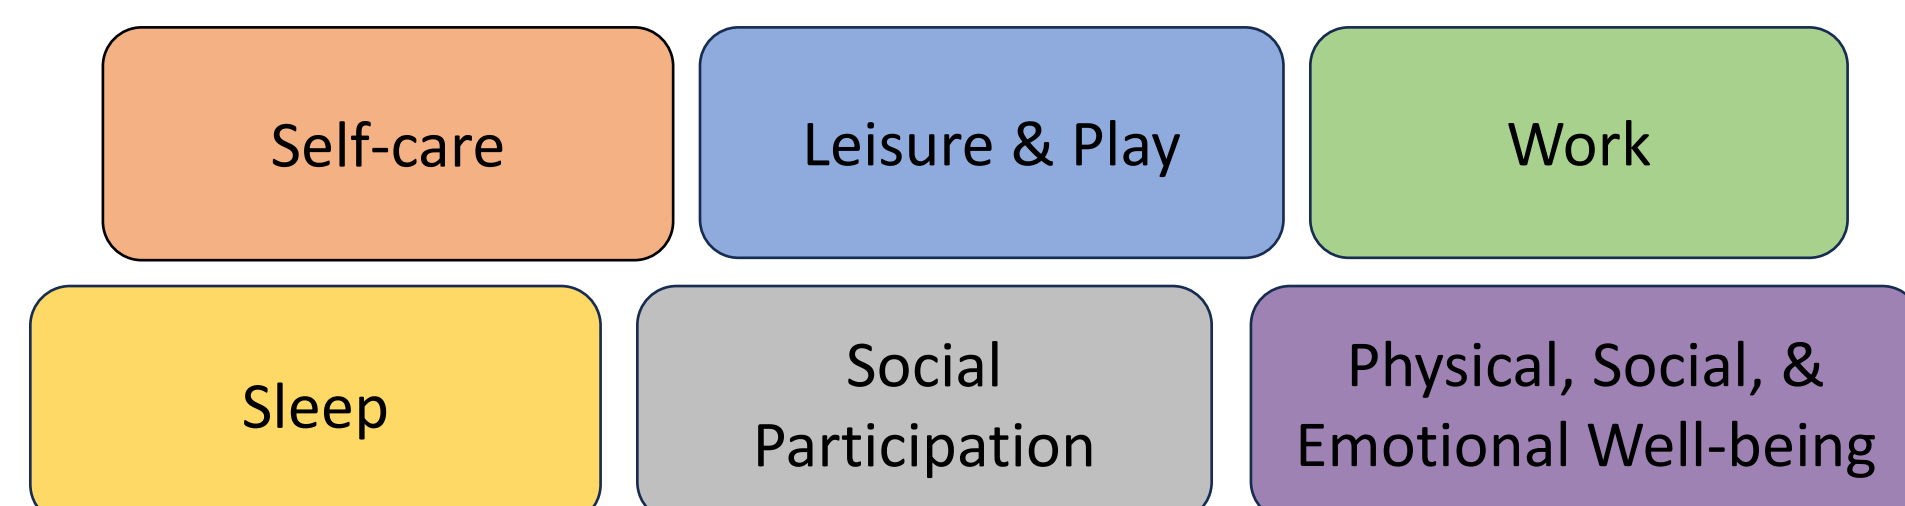 Self-care
Leisure & Play
Work
Sleep
Social
Participation
Physical, Social, &
Emotional Well-being